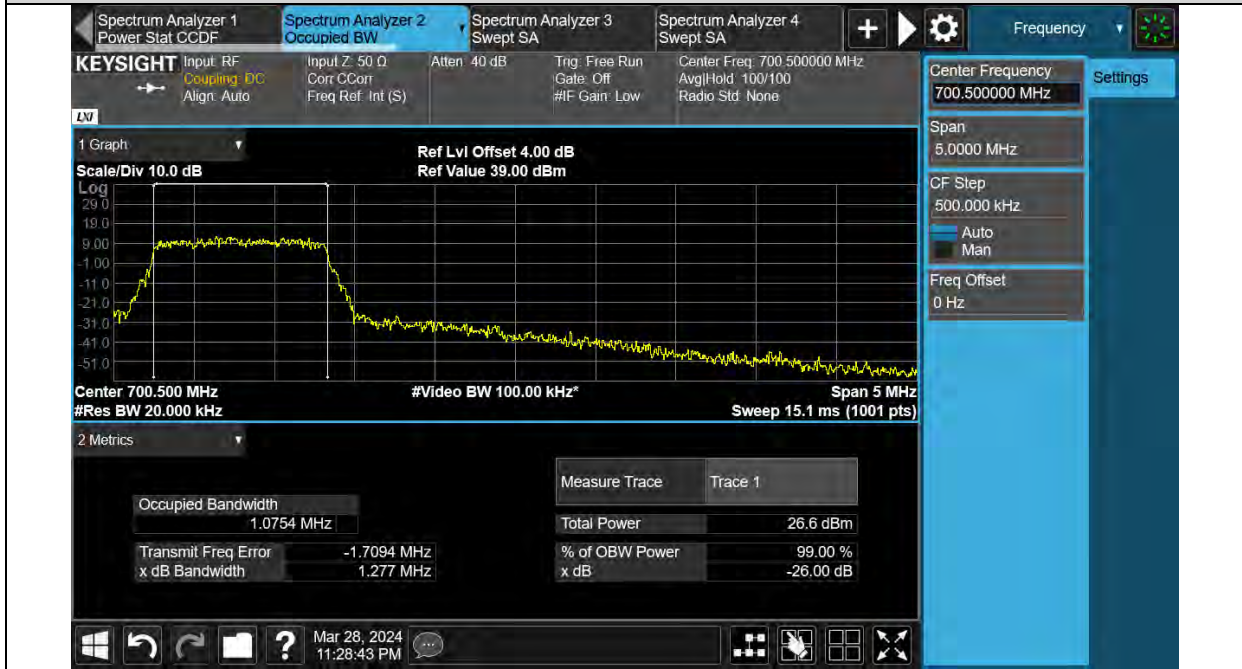 Spectrum Analyzer 1
Power Stat CCDF
Spectrum Analyzer 2
Occupied BW
Spectrum Analyzer 3
Swept SA
Spectrum Analyzer 4
Swept SA
+
Frequency
KEYSIGHT
Input: RF
Coupling: DC
Align: Auto
Input Z: 50 Ω
Corr CCorr
Freq Ref: Int (S)
Atten: 40 dB
Trig: Free Run
Gate: Off
#IF Gain: Low
Center Freq: 700.500000 MHz
Avg|Hold: 100/100
Radio Std: None
LXI
Center Frequency
700.500000 MHz
Settings
Span
5.0000 MHz
CF Step
500.000 kHz
Auto
Man
Freq Offset
0 Hz
1 Graph
Scale/Div 10.0 dB
Ref Lvl Offset 4.00 dB
Ref Value 39.00 dBm
Log
29.0
19.0
9.00
-1.00
-11.0
-21.0
-31.0
-41.0
-51.0
Center 700.500 MHz
#Res BW 20.000 kHz
#Video BW 100.00 kHz*
Span 5 MHz
Sweep 15.1 ms (1001 pts)
2 Metrics
Measure Trace Trace 1
Occupied Bandwidth
1.0754 MHz
Total Power 26.6 dBm
Transmit Freq Error -1.7094 MHz
% of OBW Power 99.00 %
x dB Bandwidth 1.277 MHz
x dB -26.00 dB
?
Mar 28, 2024
11:28:43 PM